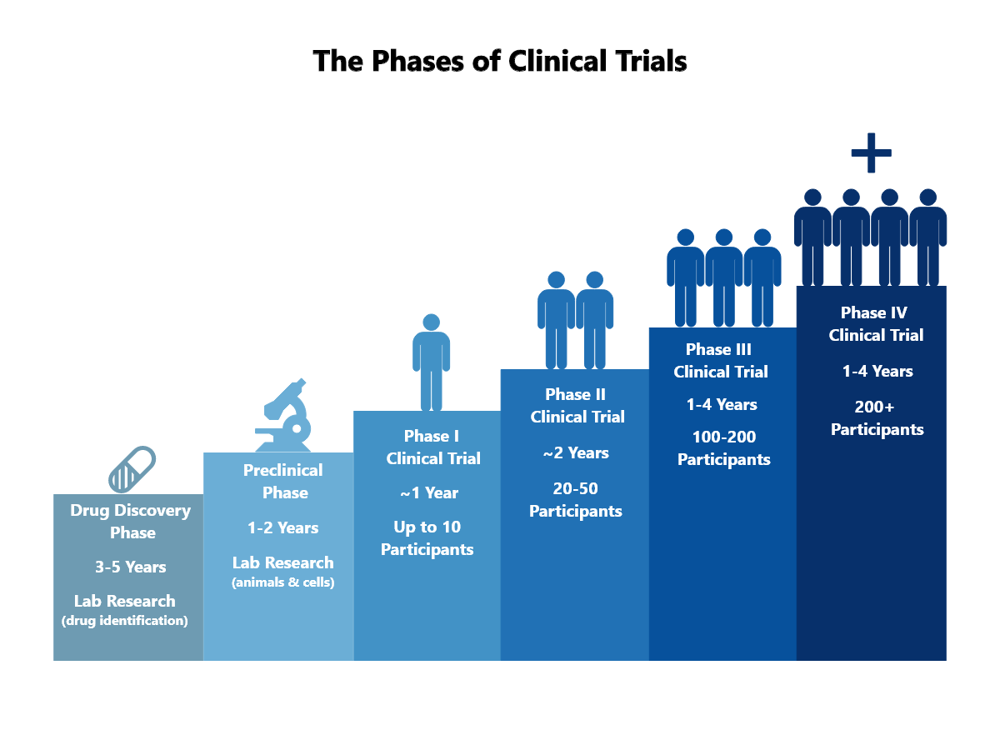 The Phases of Clinical Trials
Drug Discovery
Phase
3-5 Years
Lab Research
(drug identification)
Preclinical
Phase
1-2 Years
Lab Research
(animals & cells)
Phase I
Clinical Trial
~1 Year
Up to 10
Participants
Phase II
Clinical Trial
~2 Years
20-50
Participants
Phase III
Clinical Trial
1-4 Years
100-200
Participants
Phase IV
Clinical Trial
1-4 Years
200+
Participants